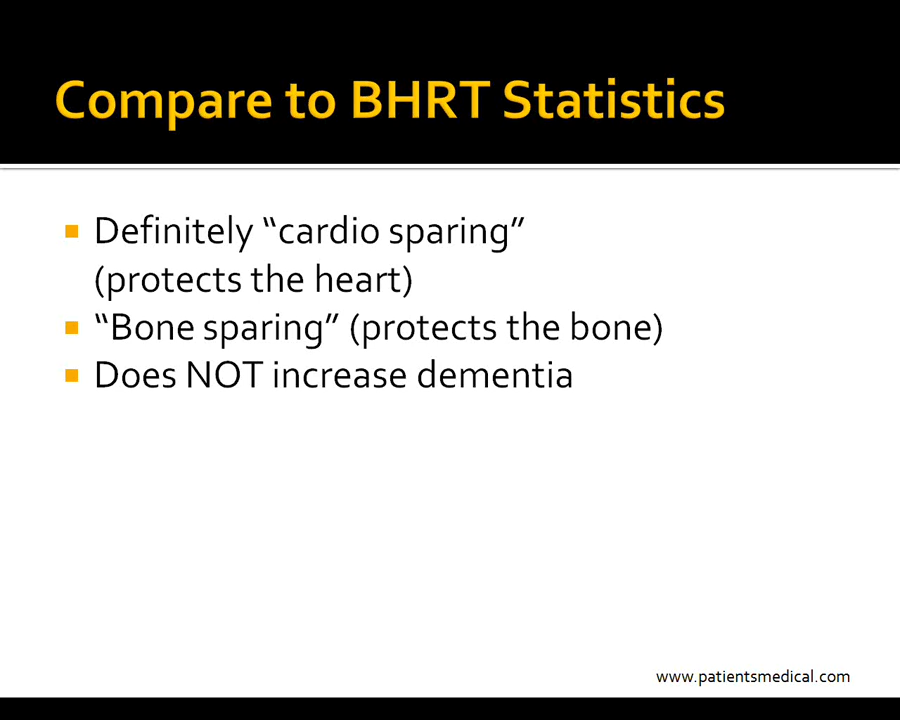 Compare to BHRT Statistics
Definitely “cardio sparing”
(protects the heart)
“Bone sparing” (protects the bone)
Does NOT increase dementia
www.patientsmedical.com